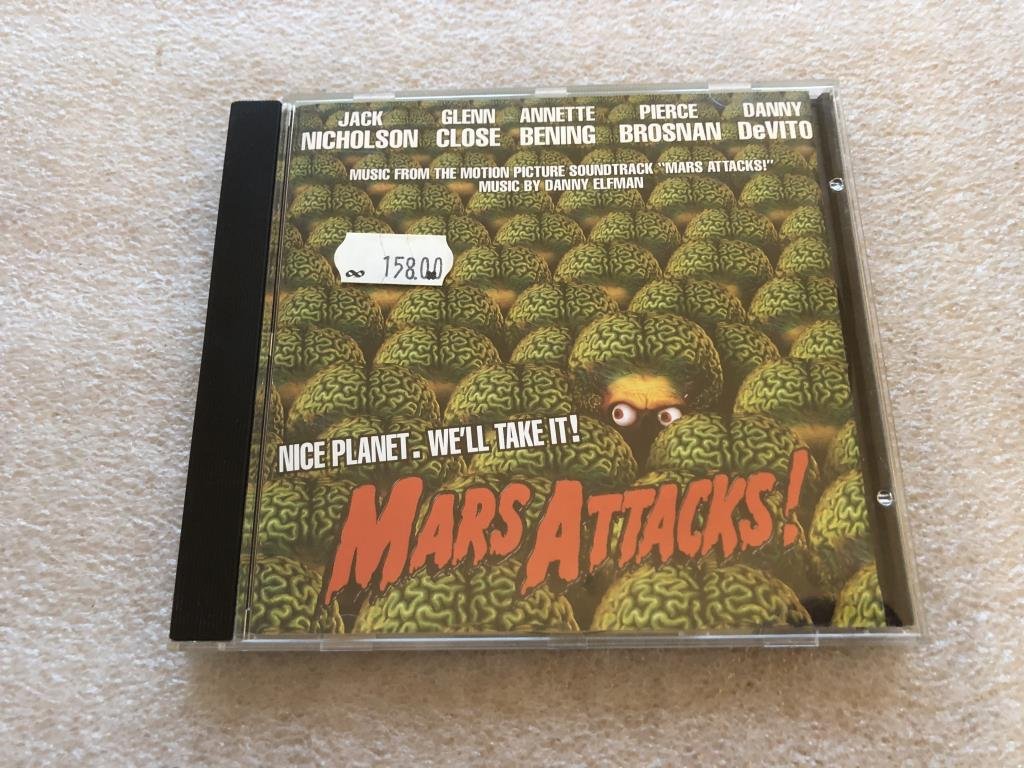 JACK NICHOLSON
GLENN CLOSE
ANNETTE BENING
PIERCE BROSNAN
DANNY DeVITO
MUSIC FROM THE MOTION PICTURE SOUNDTRACK "MARS ATTACKS!"
MUSIC BY DANNY ELFMAN
158.00
NICE PLANET. WE'LL TAKE IT!
MARS ATTACKS!